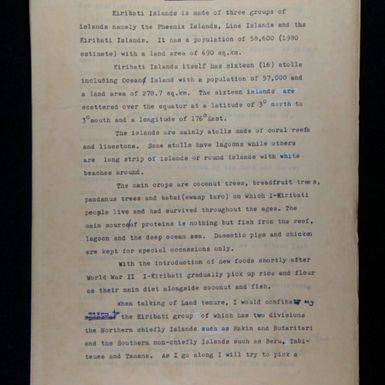 Kiribati Islands is made of three groups of
islands namely the Phoenix Islands, Line Islands and the
Kiribati Islands. It has a population of 58,600 (1980
estimate) with a land area of 690 sq.kms.
Kiribati Islands itself has sixteen (16) atolls
including Ocean Island with a population of 57,000 and
a land area of 278.7 sq.kms. The sixteen islands are
scattered over the equator at a latitude of 3° north to
3° south and a longitude of 176° East.
The islands are mainly atolls made of coral reefs
and limestone. Some atolls have lagoons while others
are long strip of islands or round islands with white
beaches around.
The main crops are coconut trees, breadfruit trees,
pandanus trees and babai (swamp taro) on which I-Kiribati
people live and had survived throughout the ages. The
main source of proteins is nothing but fish from the reef,
lagoon and the deep ocean sea. Domestic pigs and chicken
are kept for special occassions only.
With the introduction of new foods shortly after
World War II I-Kiribati gradually pick up rice and flour
as their main diet alongside coconut and fish.
When talking of Land tenure, I would confine my
the Kiribati group of which has two divisions
the Northern chiefly Islands such as Makin and Butaritari
and the Southern non-chiefly Islands such as Beru, Tabi-
teuea and Tamana. As I go along I will try to pick a